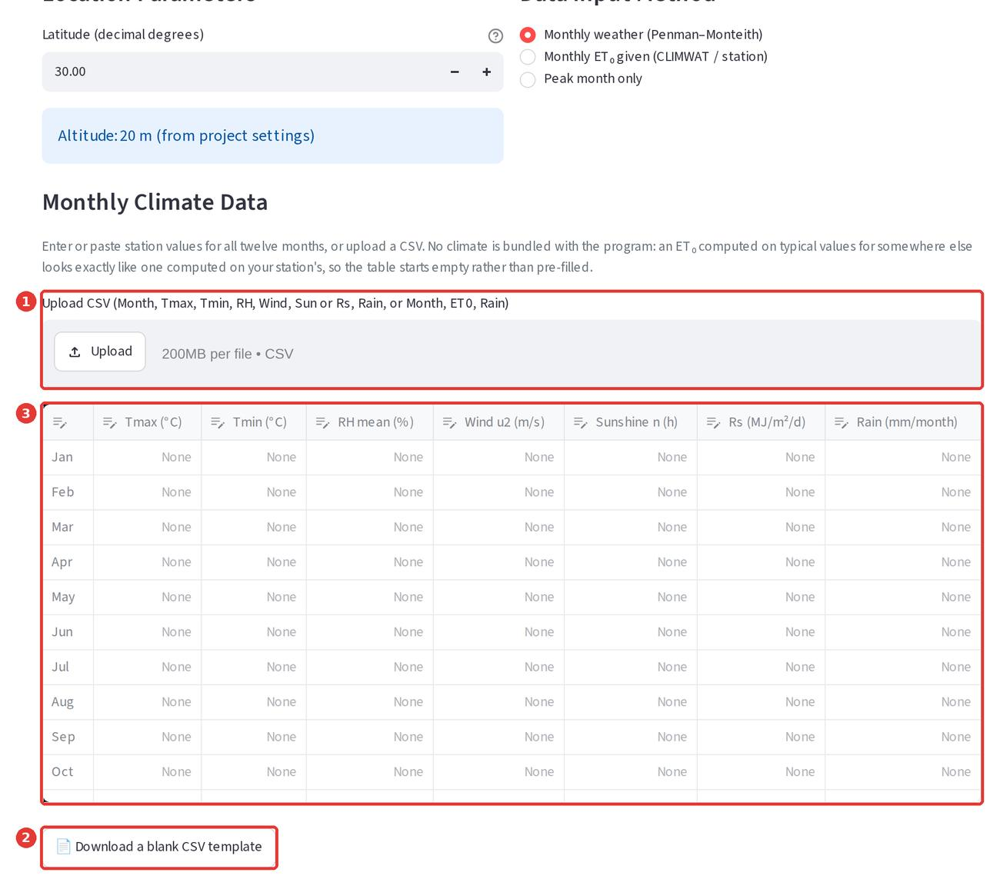 Location Parameters
Data Input Method
Latitude (decimal degrees)
30.00
Monthly weather (Penman–Monteith)
Monthly ET₀ given (CLIMWAT / station)
Peak month only
Altitude: 20 m (from project settings)
Monthly Climate Data
Enter or paste station values for all twelve months, or upload a CSV. No climate is bundled with the program: an ET₀ computed on typical values for somewhere else
looks exactly like one computed on your station's, so the table starts empty rather than pre-filled.
1
Upload CSV (Month, Tmax, Tmin, RH, Wind, Sun or Rs, Rain, or Month, ET0, Rain)
Upload 200MB per file • CSV
3
Tmax (°C) Tmin (°C) RH mean (%) Wind u2 (m/s) Sunshine n (h) Rs (MJ/m²/d) Rain (mm/month)
Jan None None None None None None None
Feb None None None None None None None
Mar None None None None None None None
Apr None None None None None None None
May None None None None None None None
Jun None None None None None None None
Jul None None None None None None None
Aug None None None None None None None
Sep None None None None None None None
Oct None None None None None None None
2
Download a blank CSV template